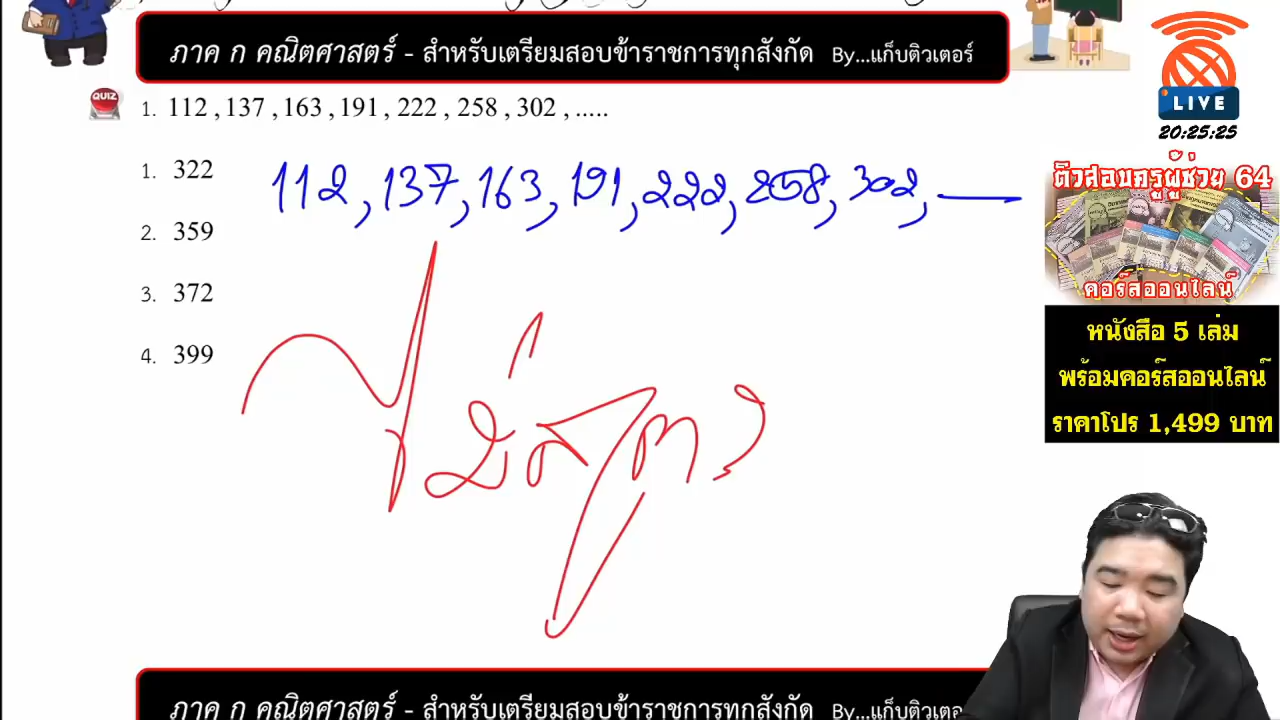 ภาค ก คณิตศาสตร์ - สำหรับเตรียมสอบข้าราชการทุกสังกัด By...แก็บติวเตอร์
LIVE
20:25:25
QUIZ
1. 112 , 137 , 163 , 191 , 222 , 258 , 302 , .....
1. 322
2. 359
3. 372
4. 399
112, 137, 163, 191, 222, 258, 302,
ติวสอบครูผู้ช่วย 64
คอร์สออนไลน์
หนังสือ 5 เล่ม
พร้อมคอร์สออนไลน์
ราคาโปร 1,499 บาท
ภาค ก คณิตศาสตร์ - สำหรับเตรียมสอบข้าราชการทุกสังกัด By...แก็บติวเตอ